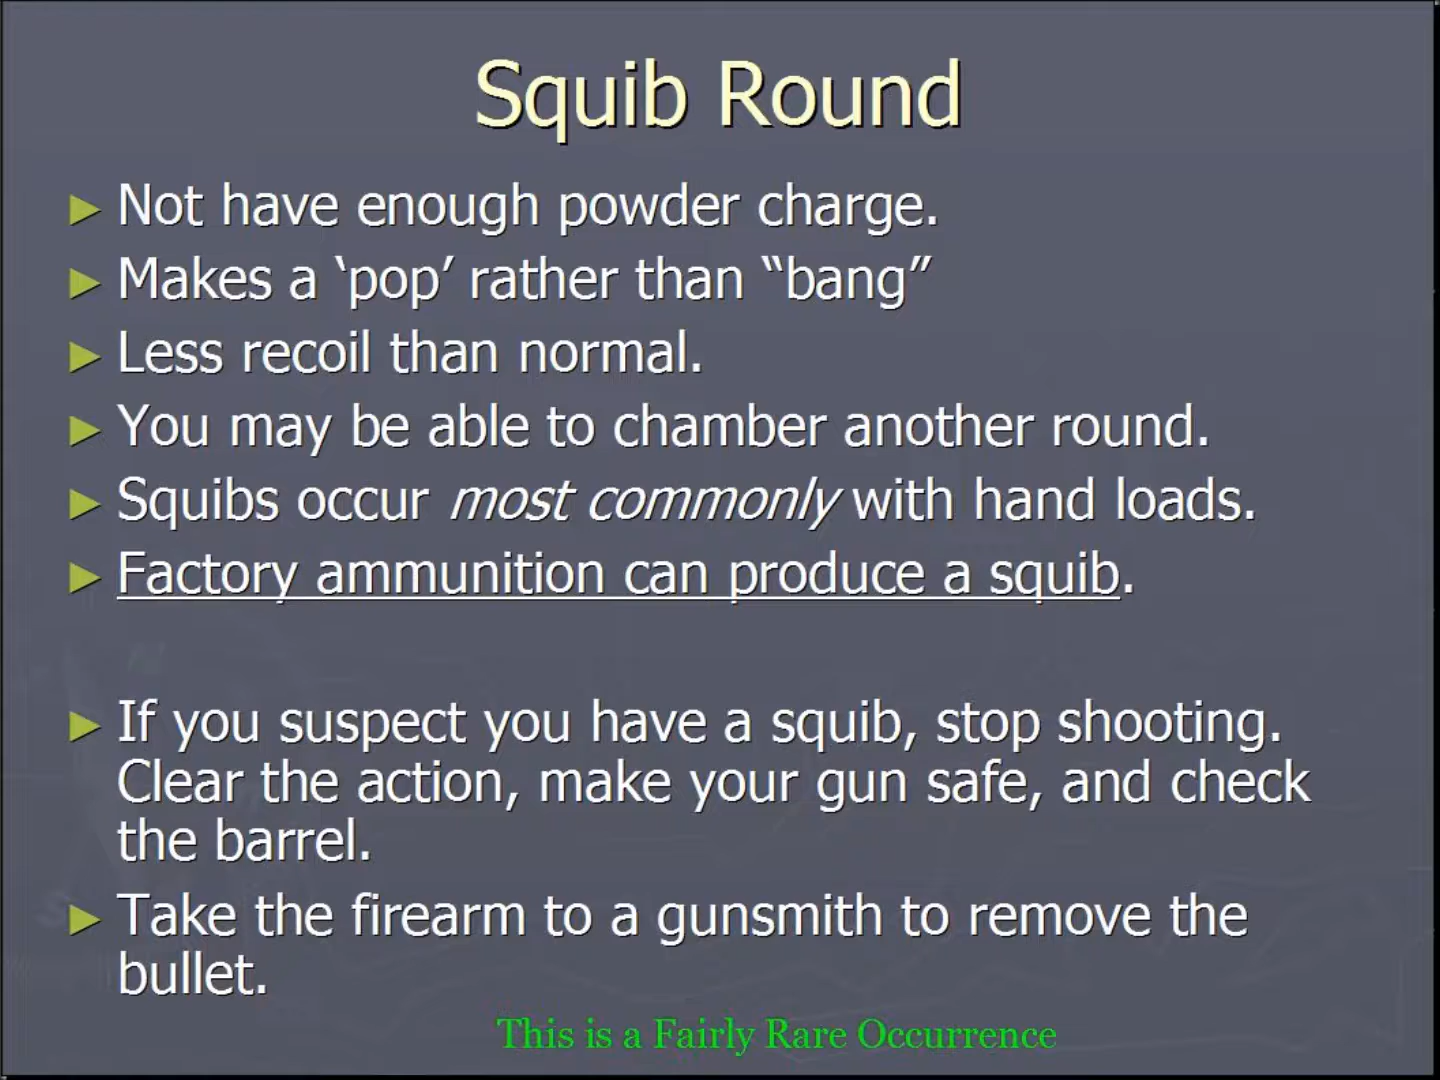 Squib Round
► Not have enough powder charge.
► Makes a ‘pop’ rather than “bang”
► Less recoil than normal.
► You may be able to chamber another round.
► Squibs occur most commonly with hand loads.
► Factory ammunition can produce a squib.
► If you suspect you have a squib, stop shooting.
Clear the action, make your gun safe, and check
the barrel.
► Take the firearm to a gunsmith to remove the
bullet.
This is a Fairly Rare Occurrence